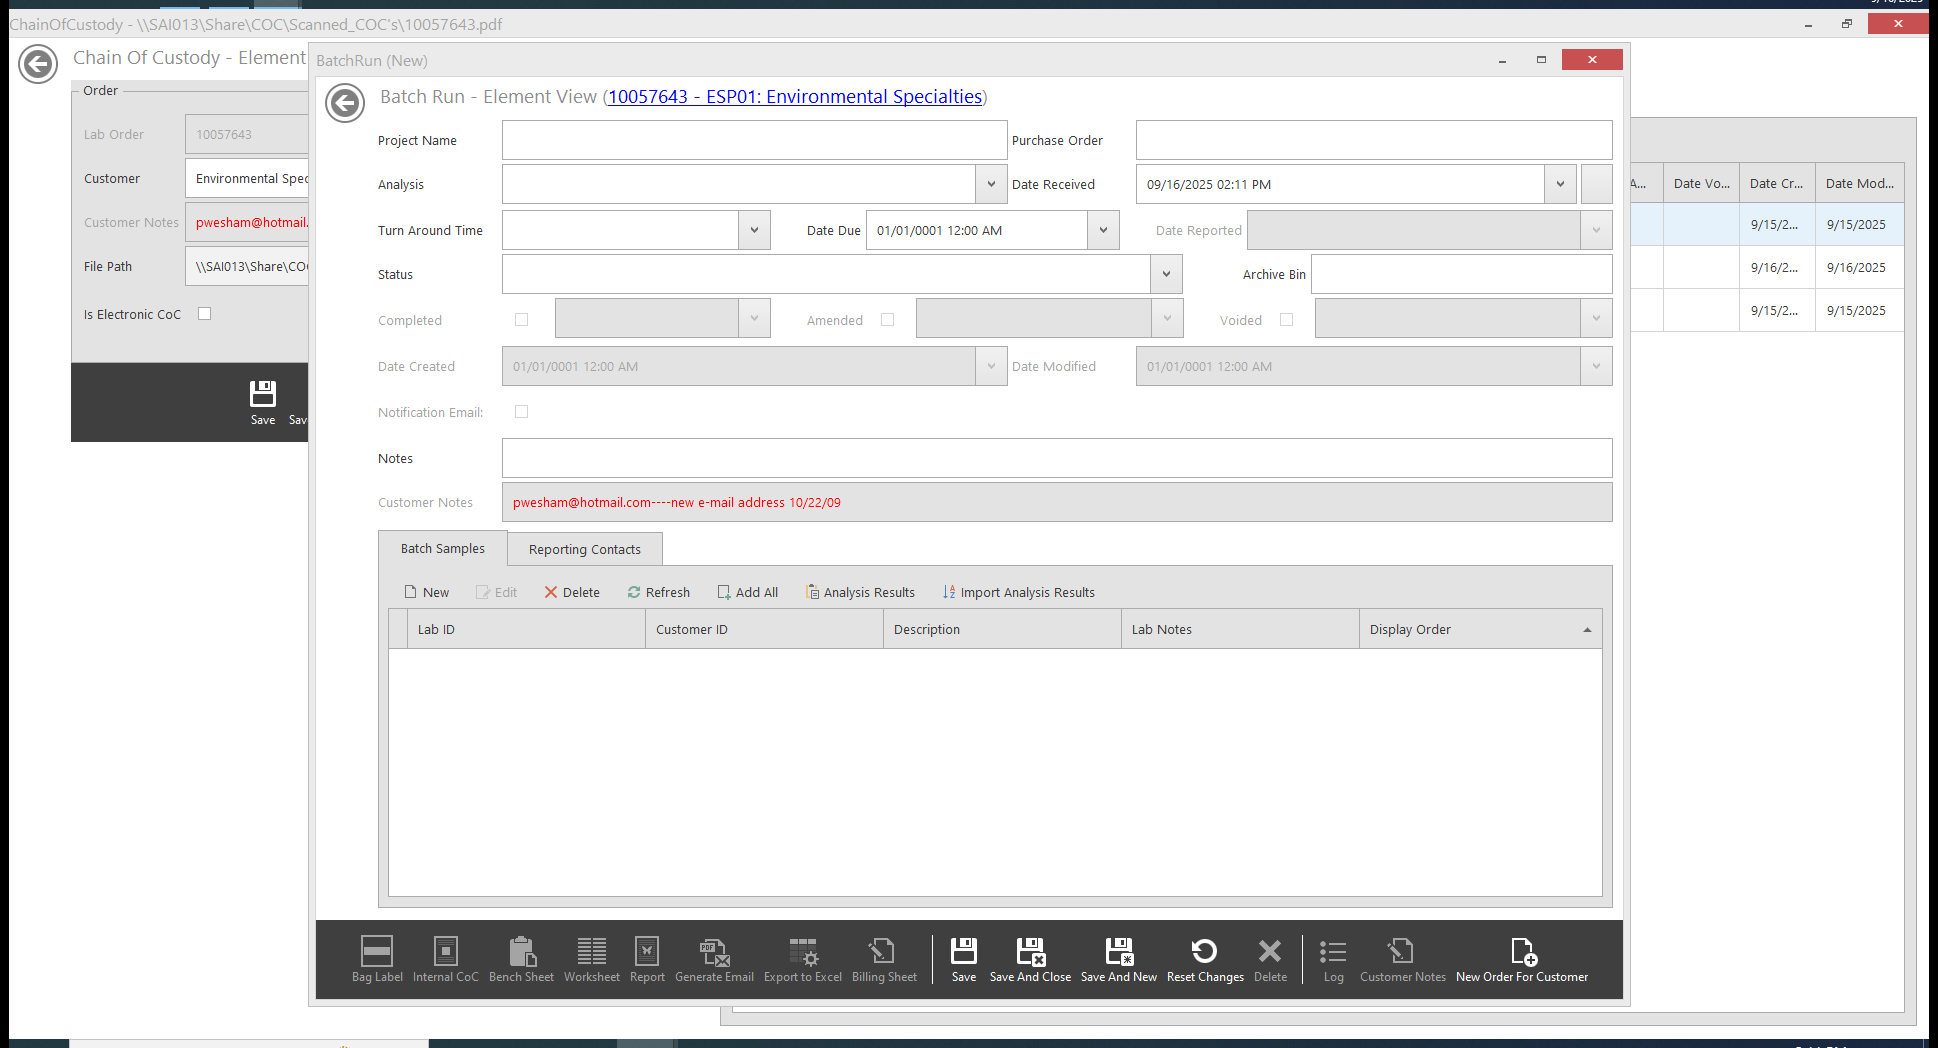 ChainOfCustody - \\SAI013\Share\COC\Scanned_COC's\10057643.pdf
Chain Of Custody - Element
Order
Lab Order 10057643
Customer Environmental Spec
Customer Notes pwesham@hotmail.
File Path \\SAI013\Share\CO
Is Electronic CoC
Save Sav
BatchRun (New)
Batch Run - Element View (10057643 - ESP01: Environmental Specialties)
Project Name Purchase Order
Analysis Date Received 09/16/2025 02:11 PM
Turn Around Time Date Due 01/01/0001 12:00 AM Date Reported
Status Archive Bin
Completed Amended Voided
Date Created 01/01/0001 12:00 AM Date Modified 01/01/0001 12:00 AM
Notification Email:
Notes
Customer Notes pwesham@hotmail.com----new e-mail address 10/22/09
Batch Samples Reporting Contacts
New Edit Delete Refresh Add All Analysis Results Import Analysis Results
Lab ID Customer ID Description Lab Notes Display Order
Bag Label Internal CoC Bench Sheet Worksheet Report Generate Email Export to Excel Billing Sheet Save Save And Close Save And New Reset Changes Delete Log Customer Notes New Order For Customer
A... Date Vo... Date Cr... Date Mod...
9/15/2... 9/15/2025
9/16/2... 9/16/2025
9/15/2... 9/15/2025